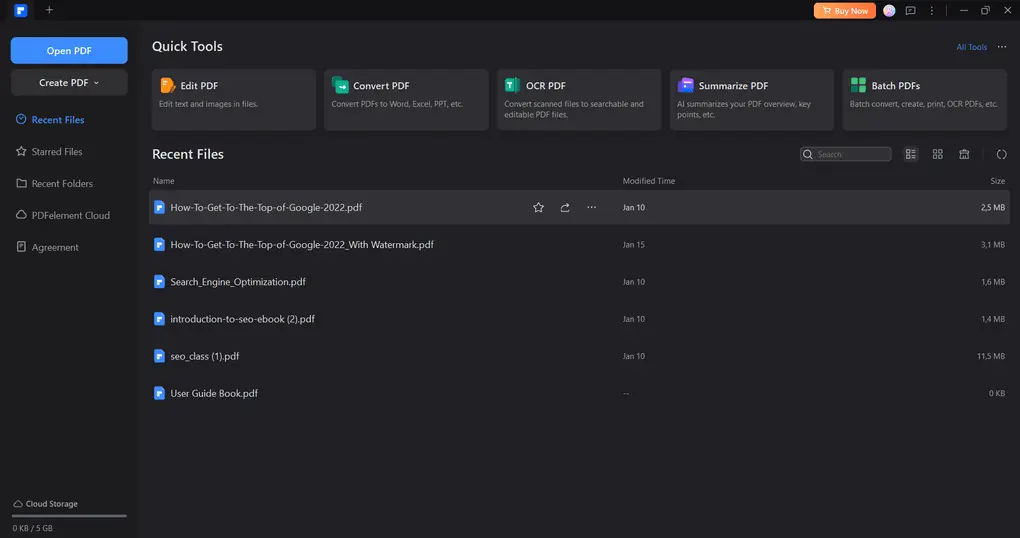 Buy Now
Open PDF
Create PDF
Recent Files
Starred Files
Recent Folders
PDFelement Cloud
Agreement
Cloud Storage
0 KB / 5 GB
Quick Tools
All Tools
Edit PDF
Edit text and images in files.
Convert PDF
Convert PDFs to Word, Excel, PPT, etc.
OCR PDF
Convert scanned files to searchable and
editable PDF files.
Summarize PDF
AI summarizes your PDF overview, key
points, etc.
Batch PDFs
Batch convert, create, print, OCR PDFs, etc.
Recent Files
Search
Name Modified Time Size
How-To-Get-To-The-Top-of-Google-2022.pdf Jan 10 2,5 MB
How-To-Get-To-The-Top-of-Google-2022_With Watermark.pdf Jan 15 3,1 MB
Search_Engine_Optimization.pdf Jan 10 1,6 MB
introduction-to-seo-ebook (2).pdf Jan 10 1,4 MB
seo_class (1).pdf Jan 10 11,5 MB
User Guide Book.pdf -- 0 KB